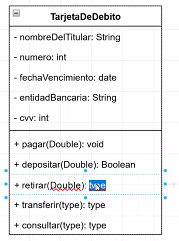 TarjetaDeDebito
- nombreDelTitular: String
- numero: int
- fechaVencimiento: date
- entidadBancaria: String
- cvv: int
+ pagar(Double): void
+ depositar(Double): Boolean
+ retirar(Double): type
+ transferir(type): type
+ consultar(type): type